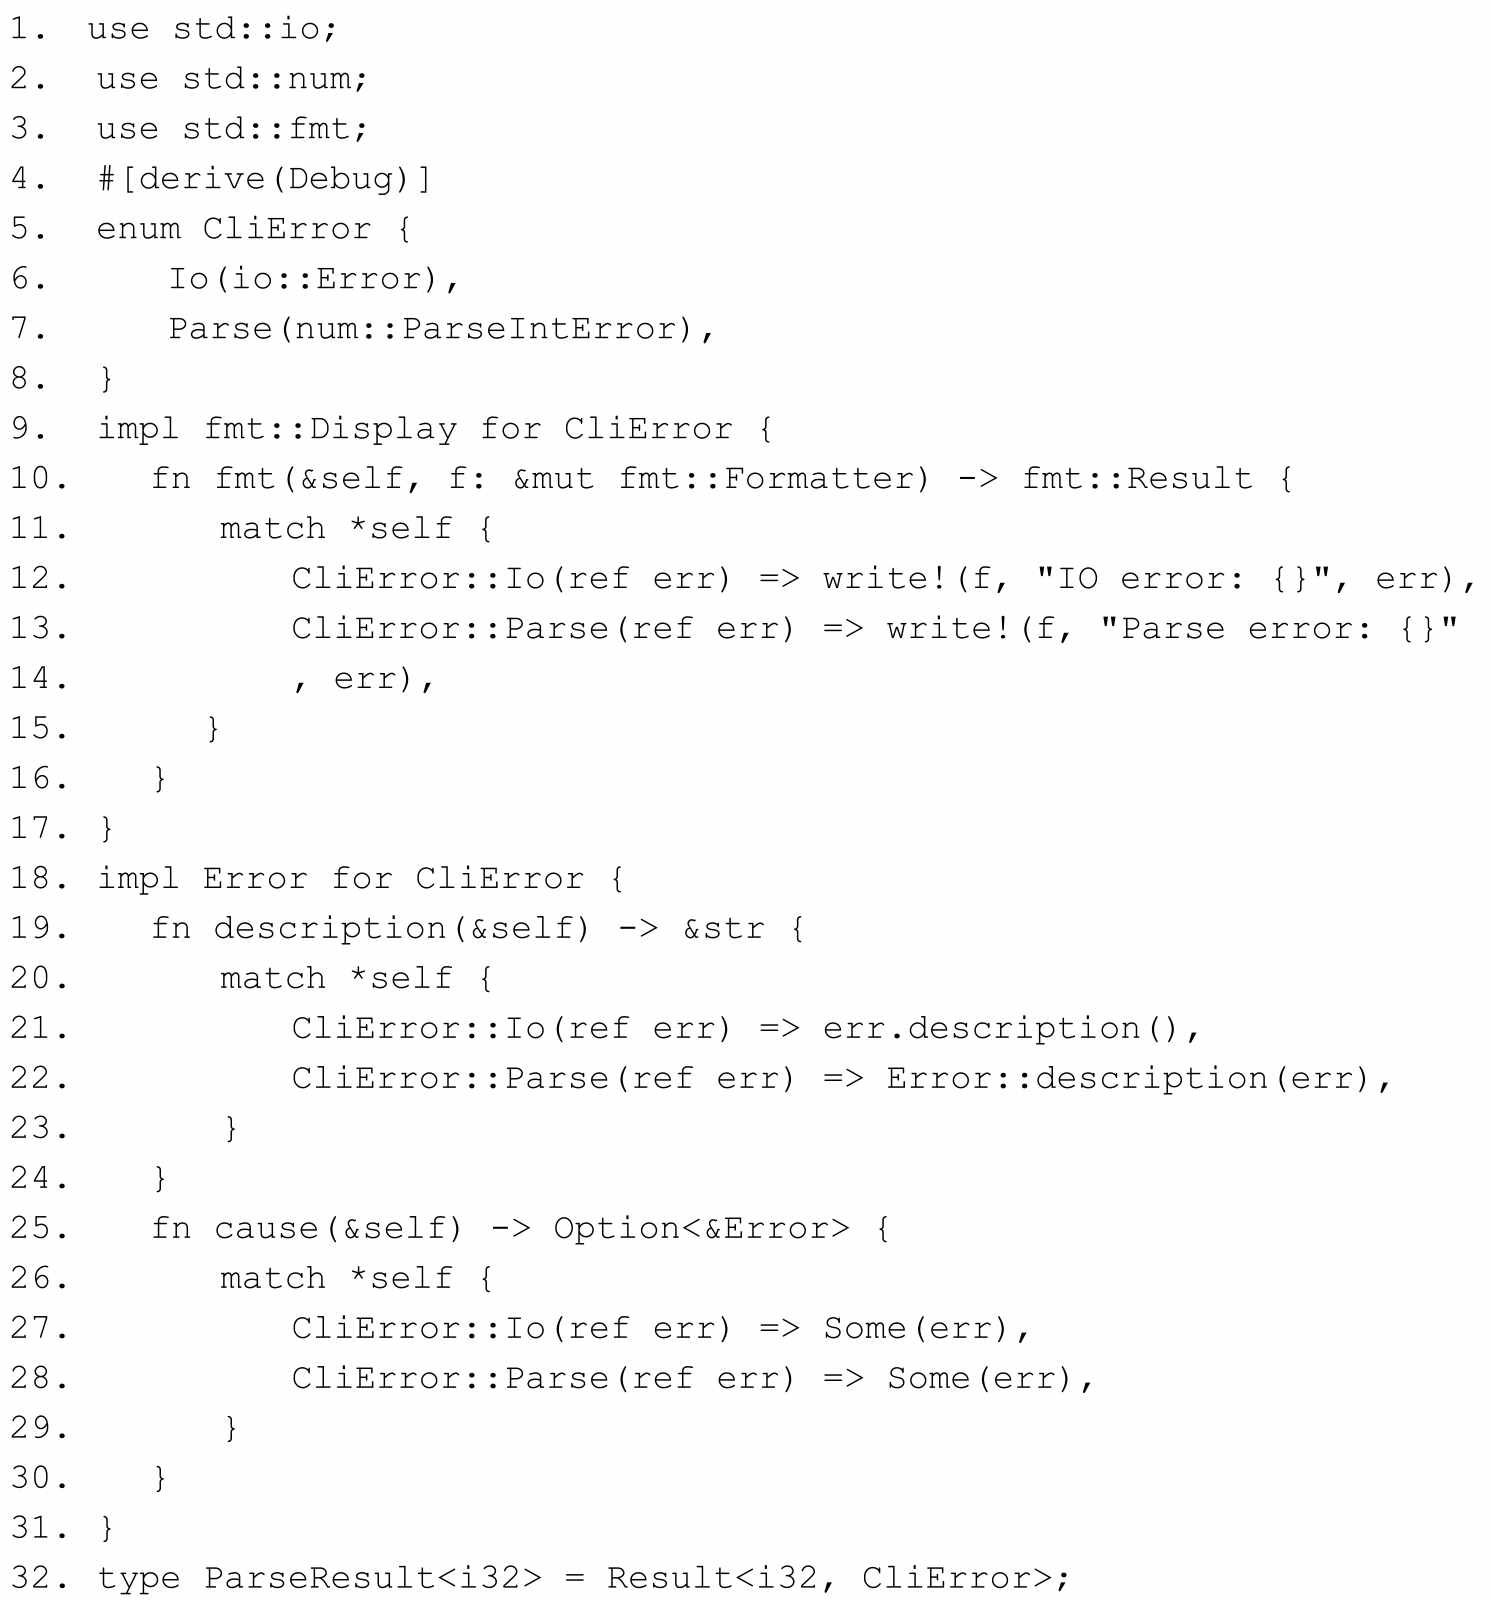 1. use std::io;
2. use std::num;
3. use std::fmt;
4. #[derive(Debug)]
5. enum CliError {
6. Io(io::Error),
7. Parse(num::ParseIntError),
8. }
9. impl fmt::Display for CliError {
10. fn fmt(&self, f: &mut fmt::Formatter) -> fmt::Result {
11. match *self {
12. CliError::Io(ref err) => write!(f, "IO error: {}", err),
13. CliError::Parse(ref err) => write!(f, "Parse error: {}"
14. , err),
15. }
16. }
17. }
18. impl Error for CliError {
19. fn description(&self) -> &str {
20. match *self {
21. CliError::Io(ref err) => err.description(),
22. CliError::Parse(ref err) => Error::description(err),
23. }
24. }
25. fn cause(&self) -> Option<&Error> {
26. match *self {
27. CliError::Io(ref err) => Some(err),
28. CliError::Parse(ref err) => Some(err),
29. }
30. }
31. }
32. type ParseResult<i32> = Result<i32, CliError>;